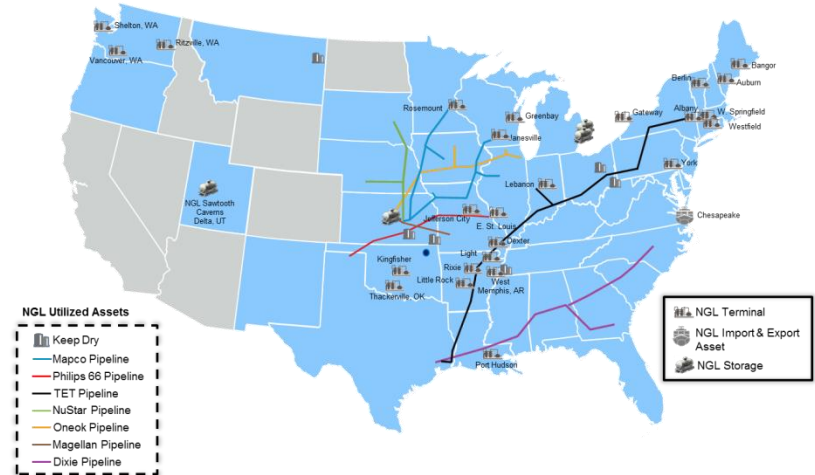 Shelton, WA
Ritzville, WA
Vancouver, WA
Bangor
Berlin
Auburn
Rosemount
Greenbay
Gateway
Albany
W. Springfield
Westfield
Janesville
York
Lebanon
NGL Sawtooth
Caverns
Delta, UT
Jefferson City
E. St. Louis
Chesapeake
Dexter
Light
Kingfisher
Rixie
West
Memphis, AR
Little Rock
Thackerville, OK
Port Hudson
NGL Utilized Assets
Keep Dry
Mapco Pipeline
Philips 66 Pipeline
TET Pipeline
NuStar Pipeline
Oneok Pipeline
Magellan Pipeline
Dixie Pipeline
NGL Terminal
NGL Import & Export
Asset
NGL Storage